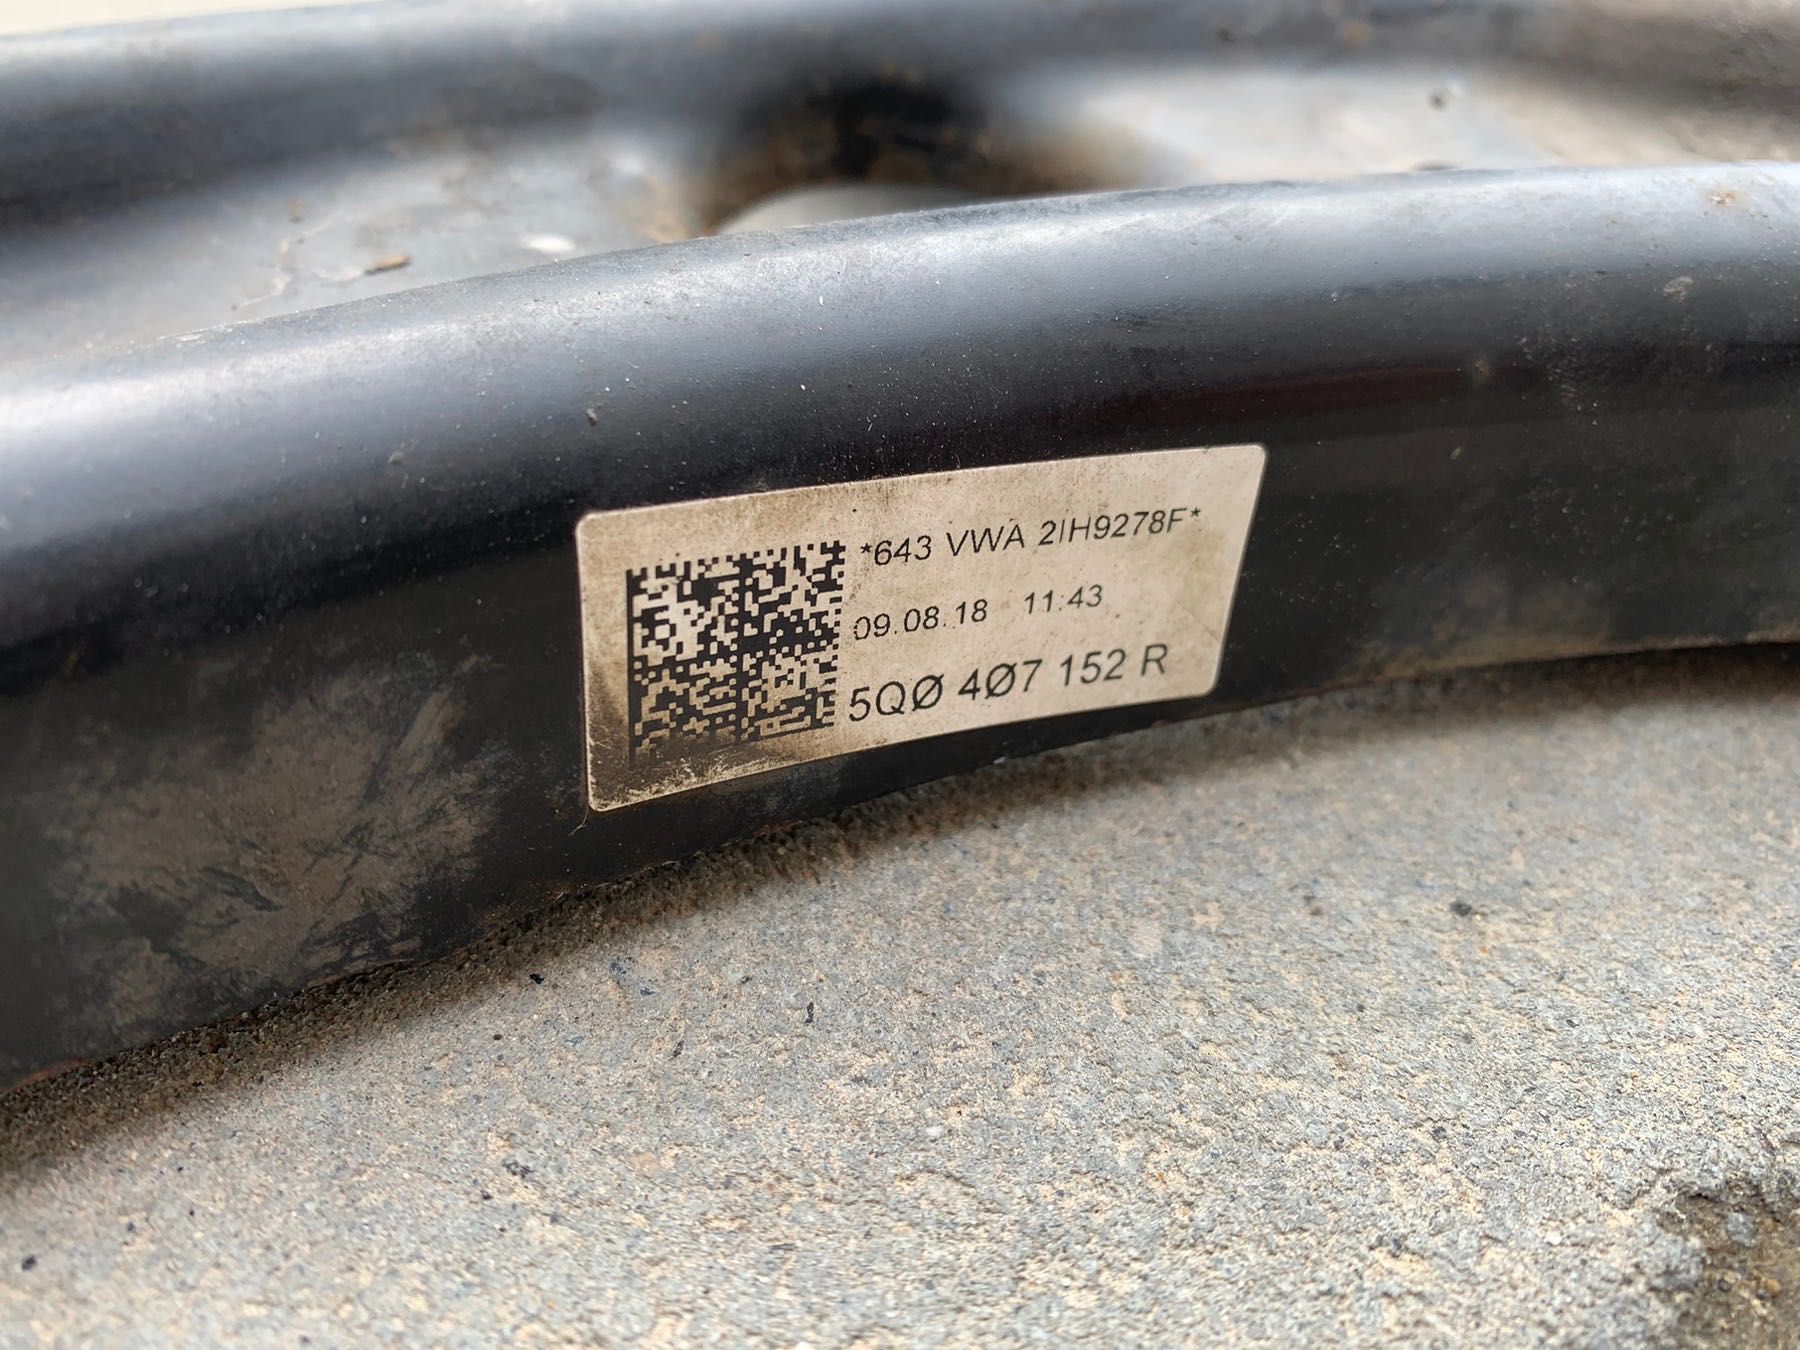 *643 VWA 2IH9278F*
09.08.18 11:43
5QØ 4Ø7 152 R